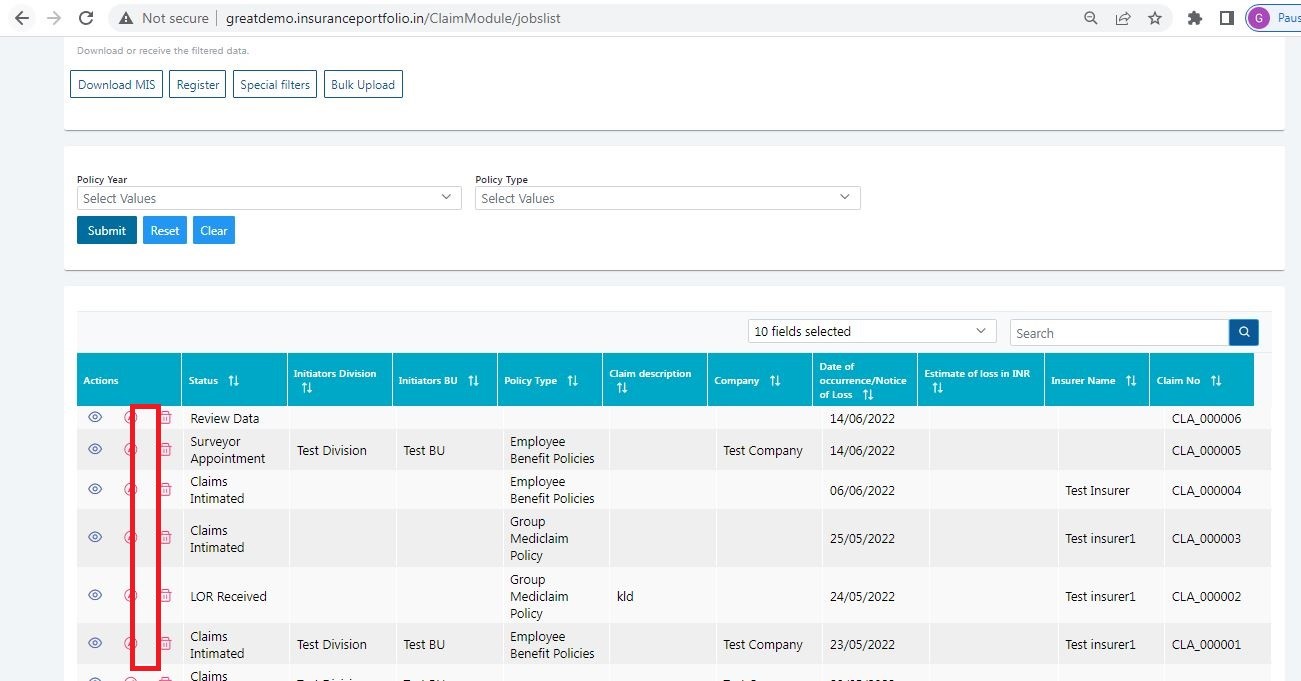 Not secure greatdemo.insuranceportfolio.in/ClaimModule/jobslist G Paus
Download or receive the filtered data.
Download MIS Register Special filters Bulk Upload
Policy Year Policy Type
Select Values Select Values
Submit Reset Clear
10 fields selected Search
Actions Status Initiators Division Initiators BU Policy Type Claim description Company Date of occurrence/Notice of Loss Estimate of loss in INR Insurer Name Claim No
Review Data 14/06/2022 CLA_000006
Surveyor Appointment Test Division Test BU Employee Benefit Policies Test Company 14/06/2022 CLA_000005
Claims Intimated Employee Benefit Policies 06/06/2022 Test Insurer CLA_000004
Claims Intimated Group Mediclaim Policy 25/05/2022 Test insurer1 CLA_000003
LOR Received Group Mediclaim Policy kld 24/05/2022 Test insurer1 CLA_000002
Claims Intimated Test Division Test BU Employee Benefit Policies Test Company 23/05/2022 Test insurer1 CLA_000001
Claims